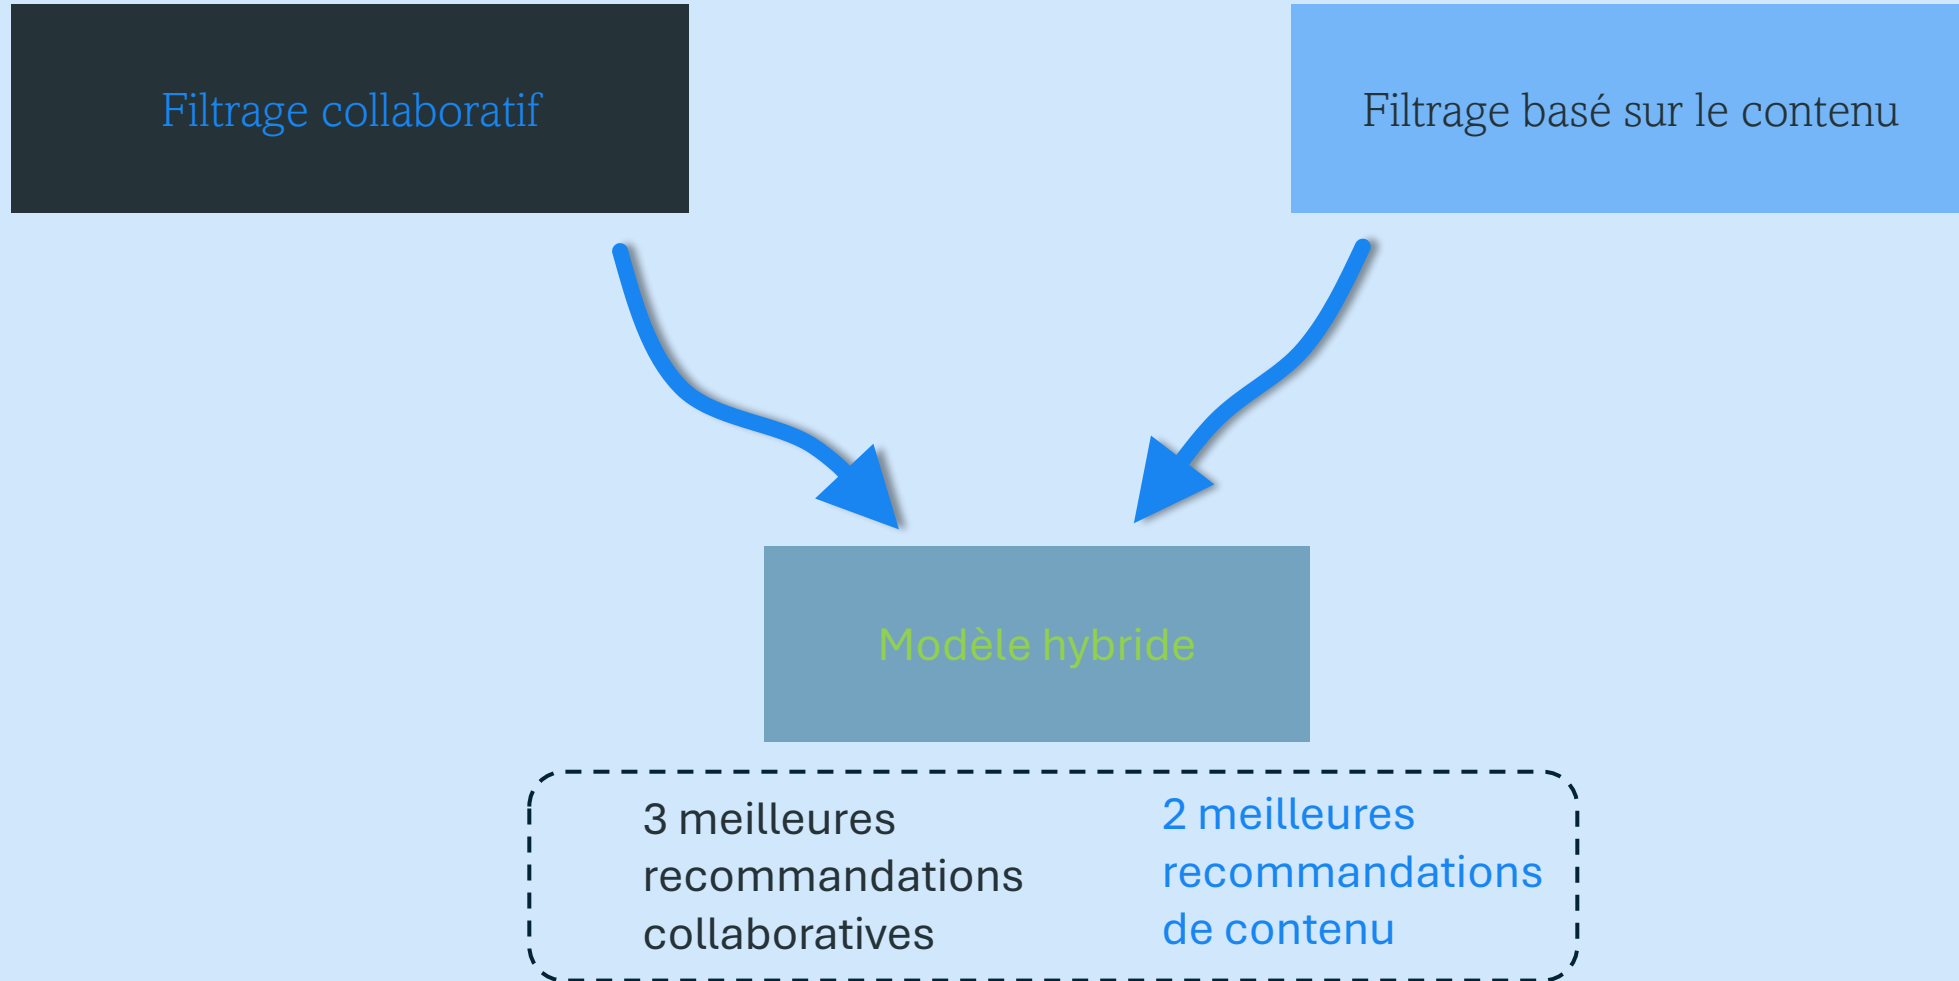 Filtrage collaboratif
Filtrage basé sur le contenu
Modèle hybride
3 meilleures
recommandations
collaboratives
2 meilleures
recommandations
de contenu